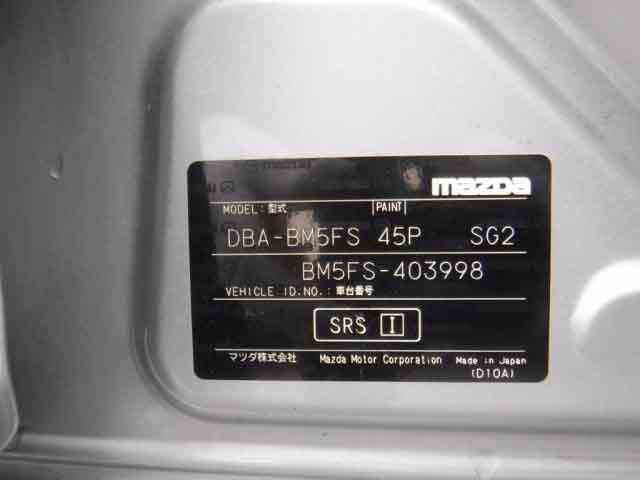 mazda
MODEL:型式 PAINT
DBA-BM5FS 45P SG2
BM5FS-403998
VEHICLE ID.NO.:車台番号
SRS I
マツダ株式会社 Mazda Motor Corporation Made in Japan
(D10A)